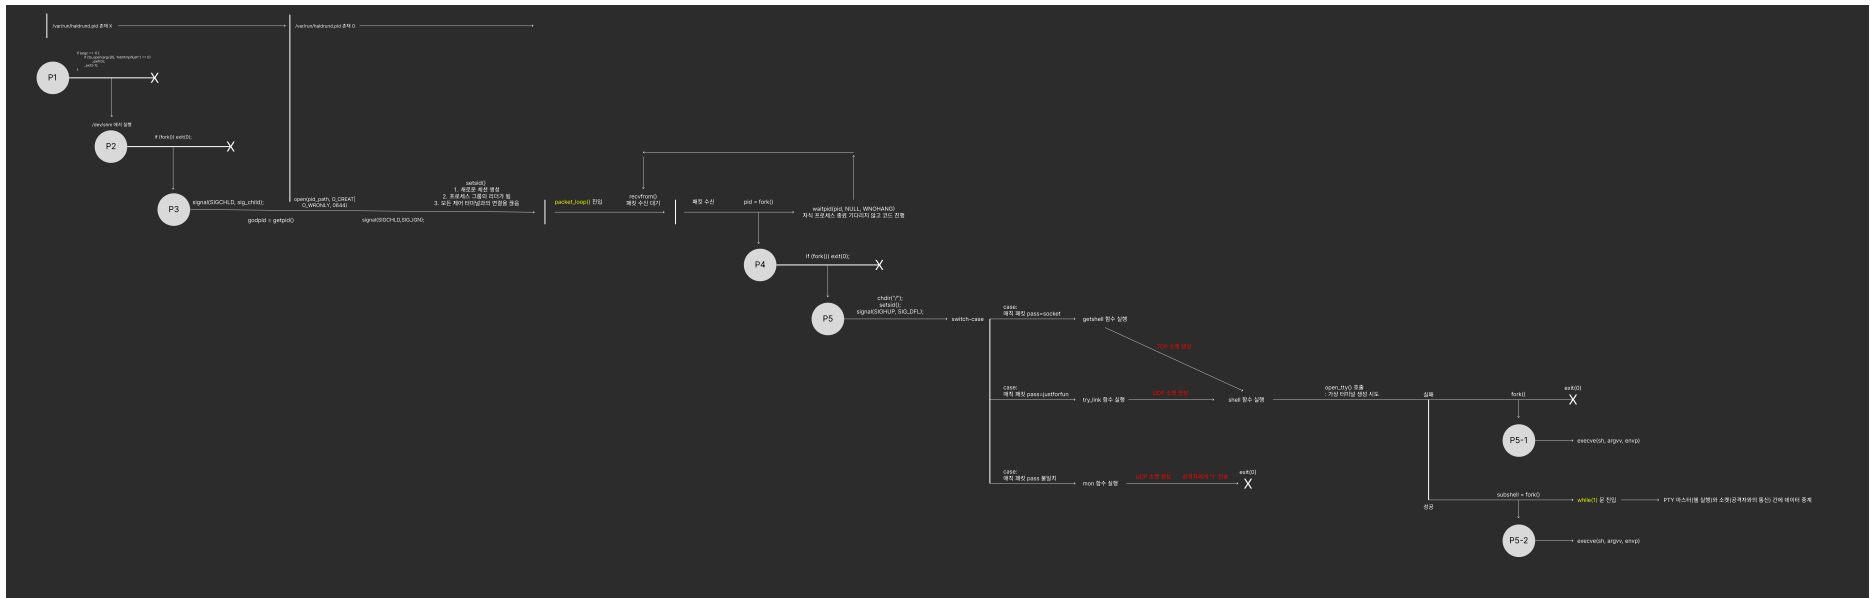 /var/run/haldrund.pid 존재 X
/var/run/haldrund.pid 존재 O
if (argc == 1) {
P1
X
/dev/shm 에서 실행
P2
if (fork()) exit(0);
X
P3
signal(SIGCHLD, sig_child);
godpid = getpid()
open(pid_path, O_CREAT|
O_WRONLY, 0644)
signal(SIGCHLD,SIG_IGN);
setsid()
1. 새로운 세션 생성
2. 프로세스 그룹의 리더가 됨
3. 모든 제어 터미널과의 연결을 끊음
packet_loop() 진입
recvfrom()
패킷 수신 대기
패킷 수신
pid = fork()
waitpid(pid, NULL, WNOHANG)
자식 프로세스 종료 기다리지 않고 코드 진행
P4
if (fork()) exit(0);
X
P5
chdir("/");
setsid();
signal(SIGHUP, SIG_DFL);
switch-case
case:
매직 패킷 pass=socket
getshell 함수 실행
case:
매직 패킷 pass=justforfun
try_link 함수 실행
shell 함수 실행
case:
매직 패킷 pass 불일치
mon 함수 실행
UDP 소켓 생성
exit(0)
X
open_tty() 호출
: 가상 터미널 생성 시도
실패
fork()
exit(0)
X
P5-1
execve(sh, argvv, envp)
성공
subshell = fork()
while(1) 문 진입
PTY 마스터(쉘 실행)와 소켓(공격자와의 통신) 간에 데이터 중계
P5-2
execve(sh, argvv, envp)